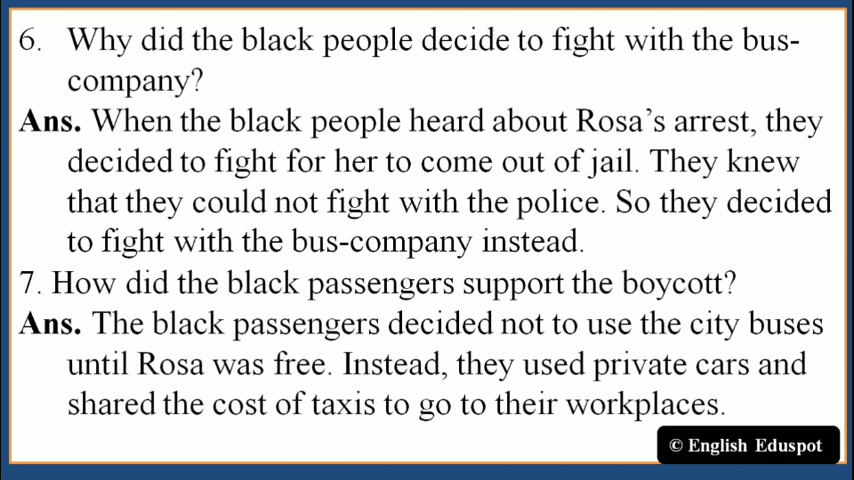 6. Why did the black people decide to fight with the bus-
company?
Ans. When the black people heard about Rosa's arrest, they
decided to fight for her to come out of jail. They knew
that they could not fight with the police. So they decided
to fight with the bus-company instead.
7. How did the black passengers support the boycott?
Ans. The black passengers decided not to use the city buses
until Rosa was free. Instead, they used private cars and
shared the cost of taxis to go to their workplaces.
© English Eduspot